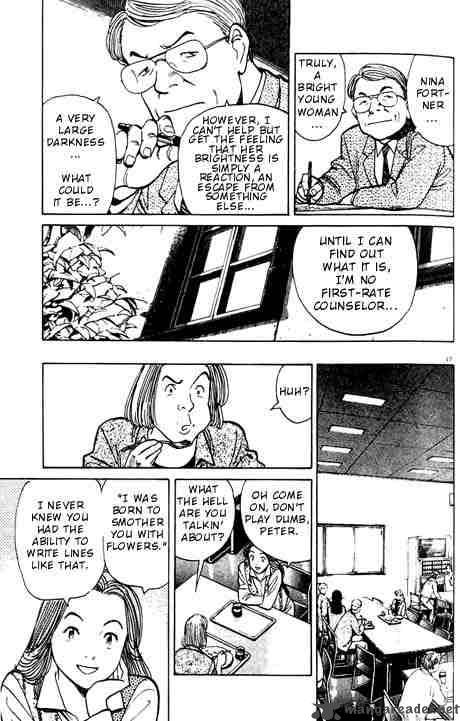 NINA
FORT-
NER
...
TRULY,
A
BRIGHT
YOUNG
WOMAN
...
HOWEVER, I
CAN'T HELP BUT
GET THE FEELING
THAT HER
BRIGHTNESS IS
SIMPLY A
REACTION, AN
ESCAPE FROM
SOMETHING
ELSE...
A VERY
LARGE
DARKNESS
...
WHAT
COULD
IT BE...?
UNTIL I CAN
FIND OUT
WHAT IT IS,
I'M NO
FIRST-RATE
COUNSELOR...
17
HUH?
OH COME
ON, DON'T
PLAY DUMB,
PETER.
WHAT
THE HELL
ARE YOU
TALKIN'
ABOUT?
"I WAS
BORN TO
SMOTHER
YOU WITH
FLOWERS."
I NEVER
KNEW YOU
HAD THE
ABILITY TO
WRITE LINES
LIKE THAT.
mangareader.net